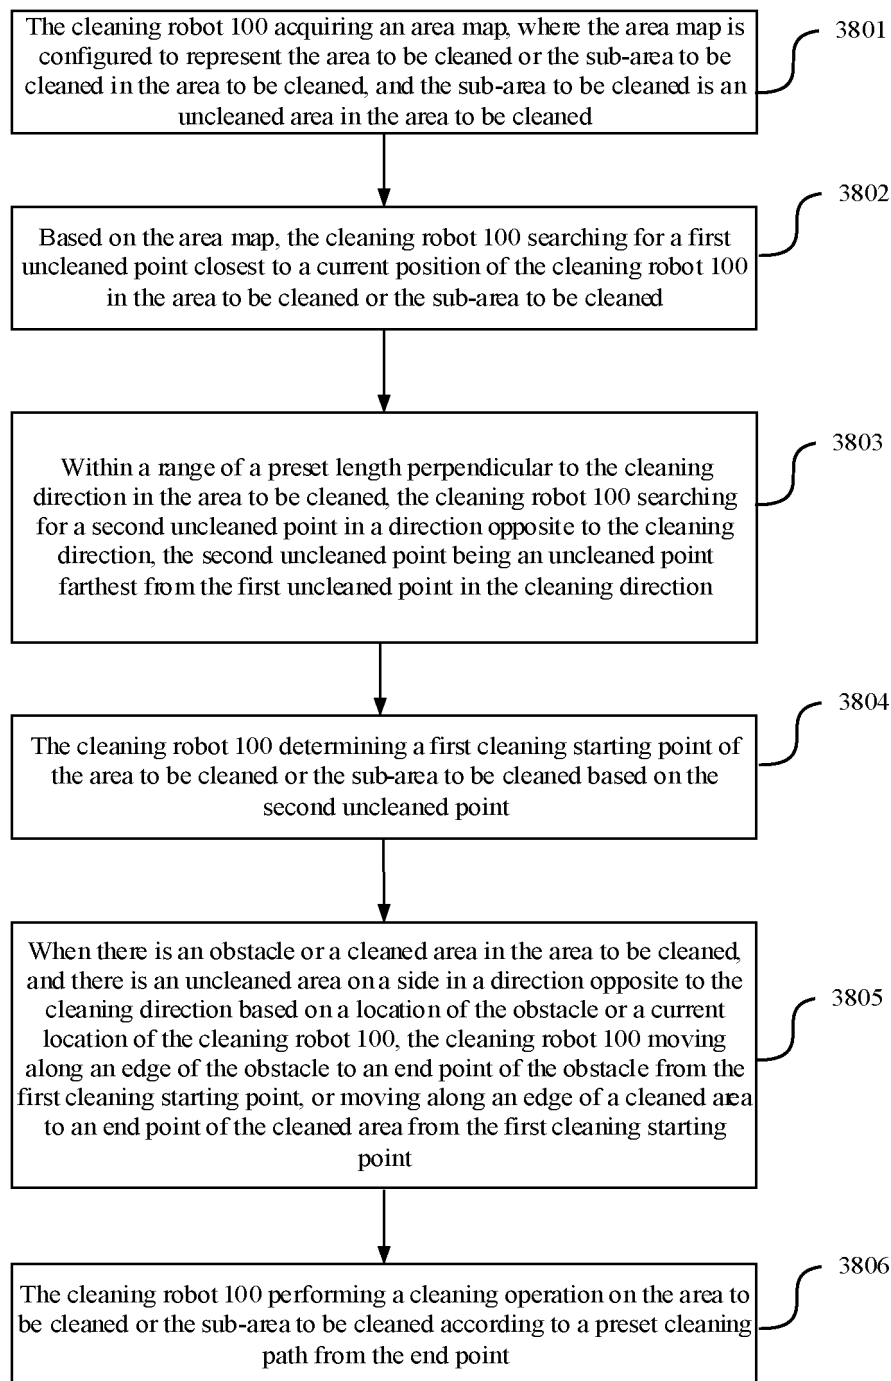 The cleaning robot 100 acquiring an area map, where the area map is
configured to represent the area to be cleaned or the sub-area to be
cleaned in the area to be cleaned, and the sub-area to be cleaned is an
uncleaned area in the area to be cleaned
3801
Based on the area map, the cleaning robot 100 searching for a first
uncleaned point closest to a current position of the cleaning robot 100
in the area to be cleaned or the sub-area to be cleaned
3802
Within a range of a preset length perpendicular to the cleaning
direction in the area to be cleaned, the cleaning robot 100 searching
for a second uncleaned point in a direction opposite to the cleaning
direction, the second uncleaned point being an uncleaned point
farthest from the first uncleaned point in the cleaning direction
3803
The cleaning robot 100 determining a first cleaning starting point of
the area to be cleaned or the sub-area to be cleaned based on the
second uncleaned point
3804
When there is an obstacle or a cleaned area in the area to be cleaned,
and there is an uncleaned area on a side in a direction opposite to the
cleaning direction based on a location of the obstacle or a current
location of the cleaning robot 100, the cleaning robot 100 moving
along an edge of the obstacle to an end point of the obstacle from the
first cleaning starting point, or moving along an edge of a cleaned area
to an end point of the cleaned area from the first cleaning starting
point
3805
The cleaning robot 100 performing a cleaning operation on the area to
be cleaned or the sub-area to be cleaned according to a preset cleaning
path from the end point
3806